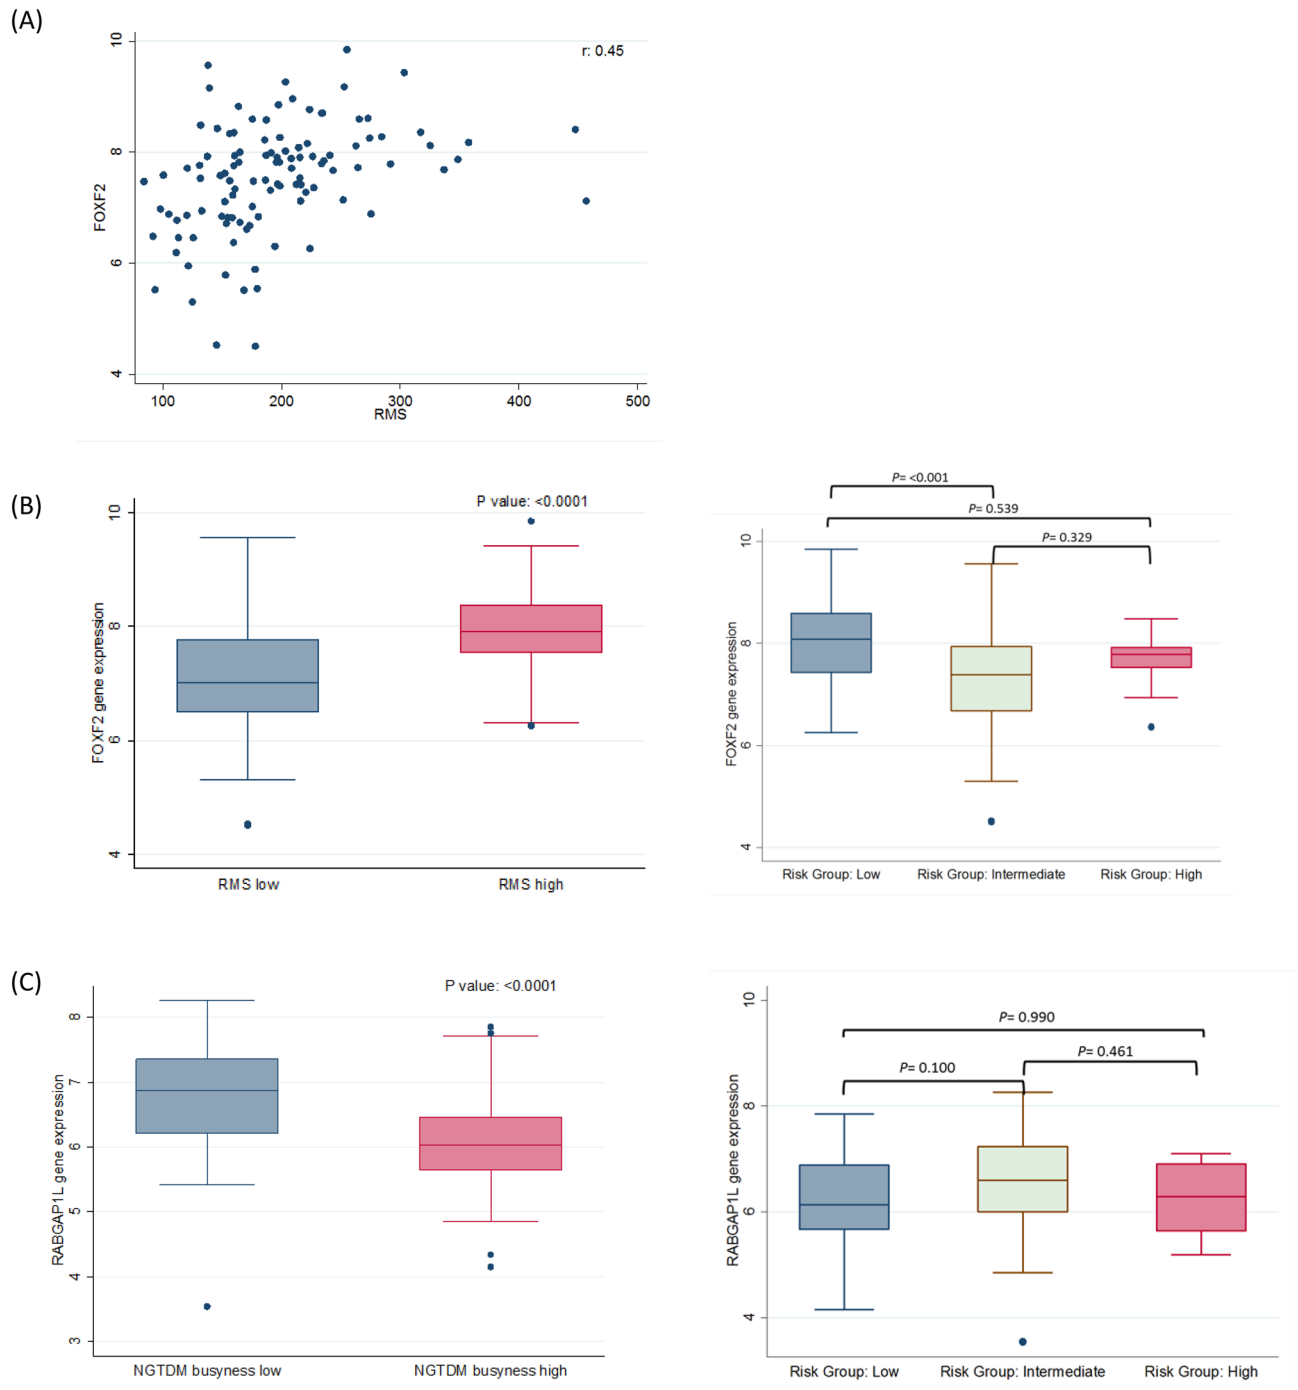 (A)
r: 0.45
10
8
6
4
FOXF2
100 200 300 400 500
RMS
(B)
P value: <0.0001
10
8
6
4
FOXF2 gene expression
RMS low RMS high
P= <0.001
P= 0.539
P= 0.329
10
8
6
4
FOXF2 gene expression
Risk Group: Low Risk Group: Intermediate Risk Group: High
(C)
P value: <0.0001
8
7
6
5
4
3
RABGAP1L gene expression
NGTDM busyness low NGTDM busyness high
P= 0.990
P= 0.461
P= 0.100
10
8
6
4
RABGAP1L gene expression
Risk Group: Low Risk Group: Intermediate Risk Group: High